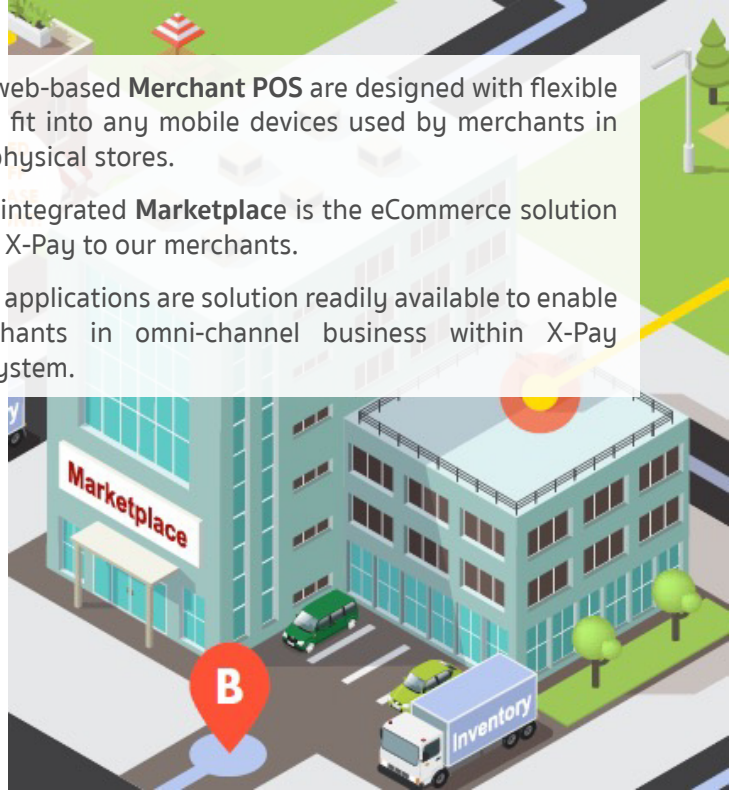 web-based Merchant POS are designed with flexible
fit into any mobile devices used by merchants in
physical stores.
integrated Marketplace is the eCommerce solution
X-Pay to our merchants.
applications are solution readily available to enable
hants in omni-channel business within X-Pay
ystem.
Marketplace
B
Inventory